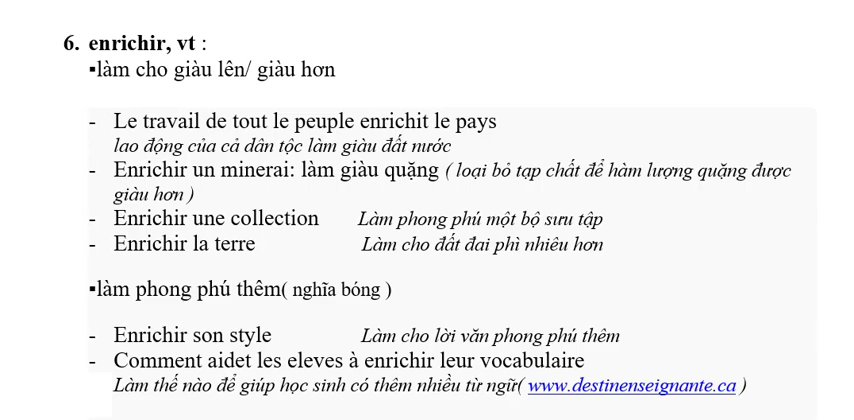 6. enrichir, vt :
▪làm cho giàu lên/ giàu hơn
- Le travail de tout le peuple enrichit le pays
lao động của cả dân tộc làm giàu đất nước
- Enrichir un minerai: làm giàu quặng ( loại bỏ tạp chất để hàm lượng quặng được
giàu hơn )
- Enrichir une collection Làm phong phú một bộ sưu tập
- Enrichir la terre Làm cho đất đai phì nhiêu hơn
▪làm phong phú thêm( nghĩa bóng )
- Enrichir son style Làm cho lời văn phong phú thêm
- Comment aidet les eleves à enrichir leur vocabulaire
Làm thế nào để giúp học sinh có thêm nhiều từ ngữ( www.destinenseignante.ca )